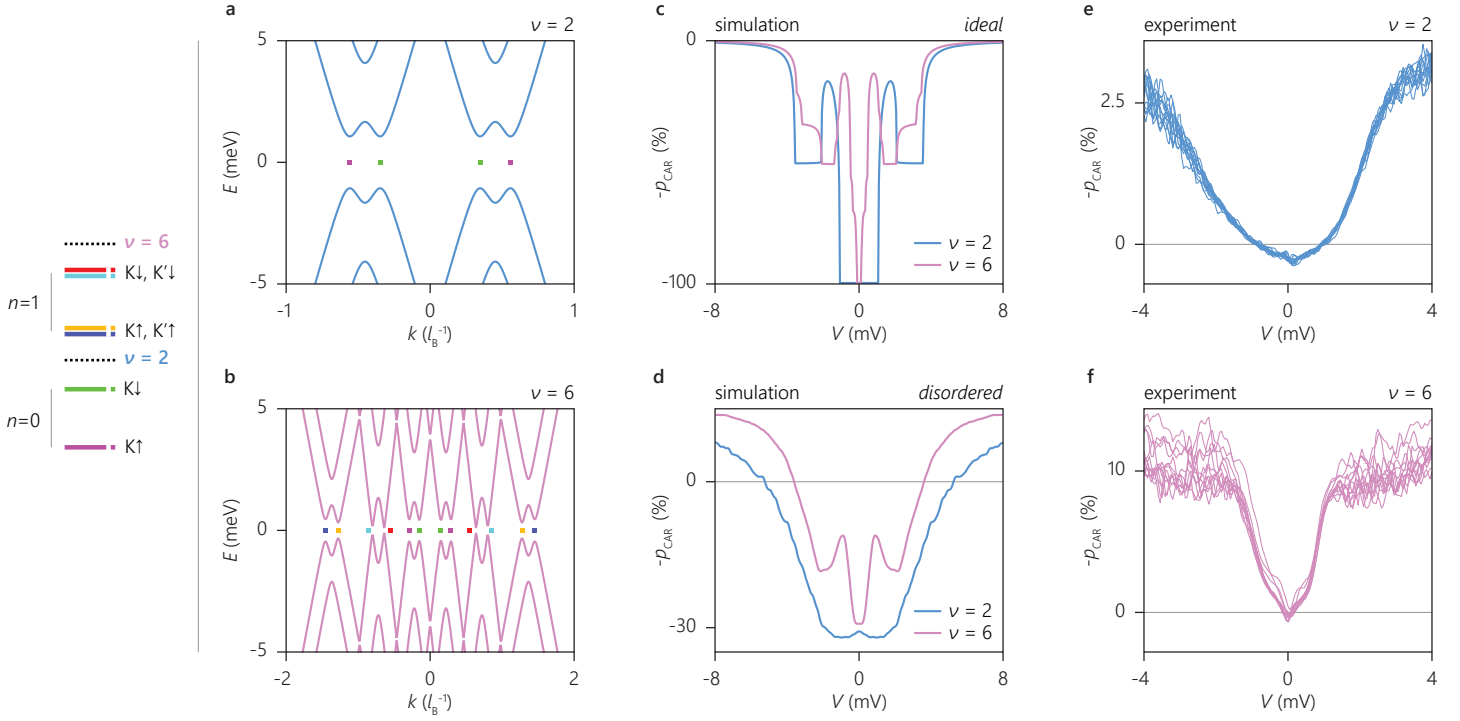 ν = 6
K↓, K′↓
n=1
K↑, K′↑
ν = 2
K↓
n=0
K↑
a
ν = 2
5
0
-5
E (meV)
-1
0
1
k (l_B^-1)
b
ν = 6
5
0
-5
E (meV)
-2
0
2
k (l_B^-1)
c
simulation
ideal
0
-100
-p_CAR (%)
ν = 2
ν = 6
-8
0
8
V (mV)
d
simulation
disordered
0
-30
-p_CAR (%)
ν = 2
ν = 6
-8
0
8
V (mV)
e
experiment
ν = 2
2.5
0
-p_CAR (%)
-4
0
4
V (mV)
f
experiment
ν = 6
10
0
-p_CAR (%)
-4
0
4
V (mV)